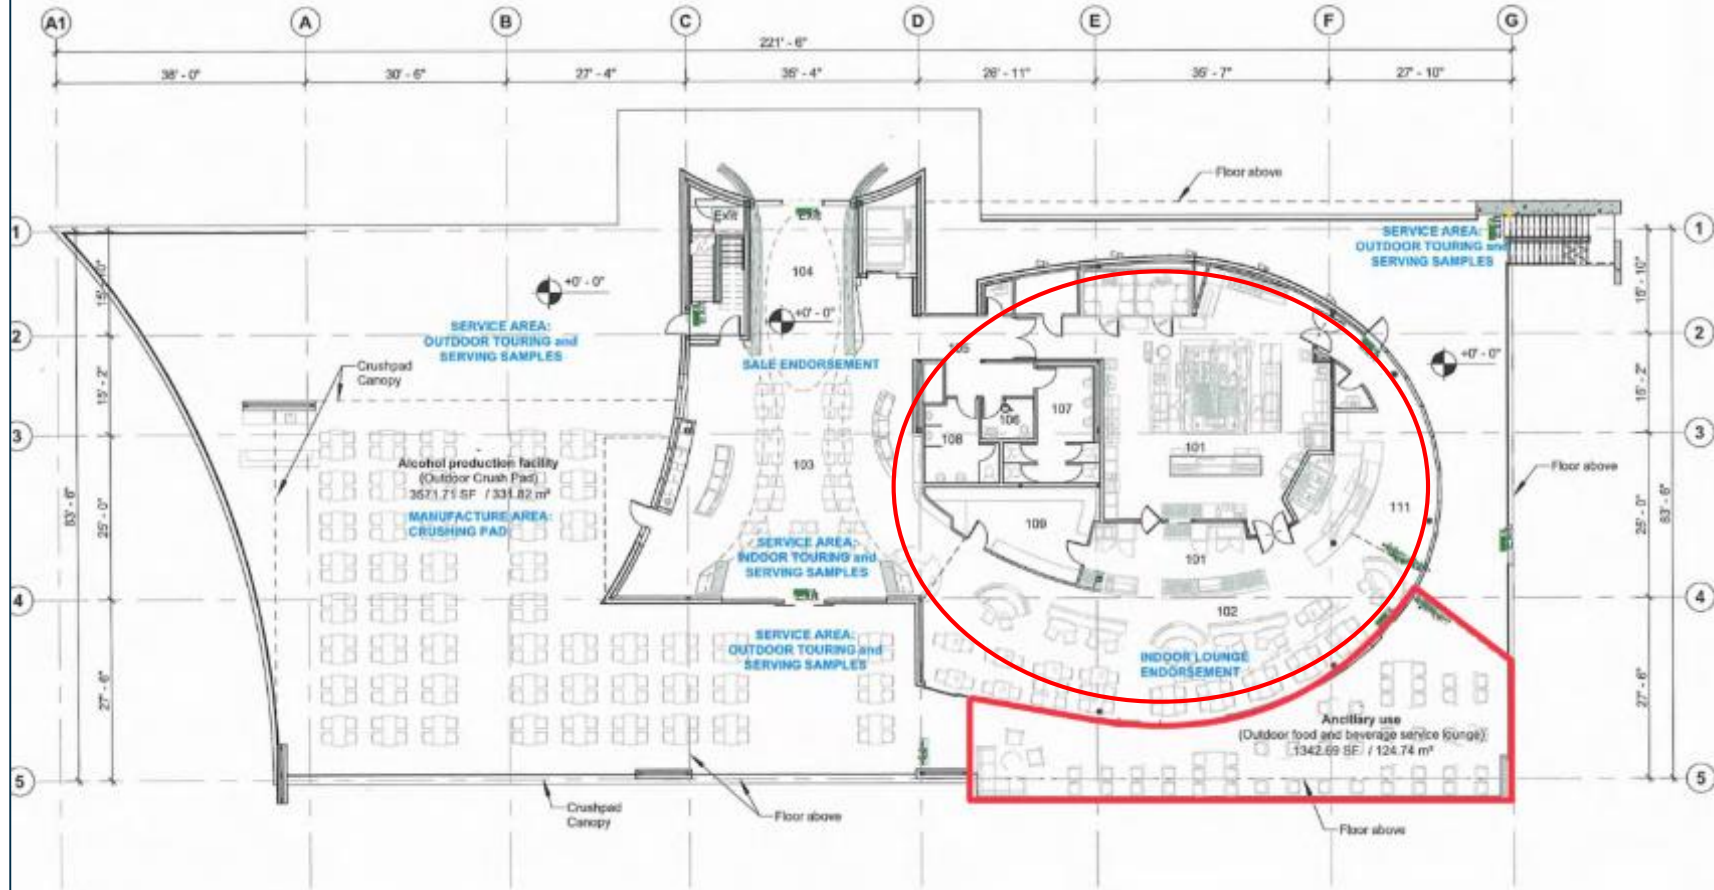 A1
A
B
C
D
E
F
G
221' - 6"
38' - 0"
30' - 6"
27' - 4"
35' - 4"
26' - 11"
35' - 7"
27' - 10"
Floor above
Exit
Exit
1
1
SERVICE AREA:
OUTDOOR TOURING and
SERVING SAMPLES
104
+0' - 0"
15' - 10"
+0' - 0"
2
2
SERVICE AREA:
OUTDOOR TOURING and
SERVING SAMPLES
105
+0' - 0"
Crushpad
Canopy
SALE ENDORSEMENT
15' - 2"
15' - 2"
107
106
108
3
3
101
103
Alcohol production facility
(Outdoor Crush Pad)
3571.71 SF / 331.82 m²
Floor above
63' - 6"
63' - 6"
25' - 0"
25' - 0"
MANUFACTURE AREA:
CRUSHING PAD
111
109
SERVICE AREA:
INDOOR TOURING and
SERVING SAMPLES
101
4
4
102
SERVICE AREA:
OUTDOOR TOURING and
SERVING SAMPLES
INDOOR LOUNGE
ENDORSEMENT
27' - 6"
27' - 6"
Ancillary use
(Outdoor food and beverage service lounge)
1342.69 SF / 124.74 m²
5
5
Crushpad
Canopy
Floor above
Floor above